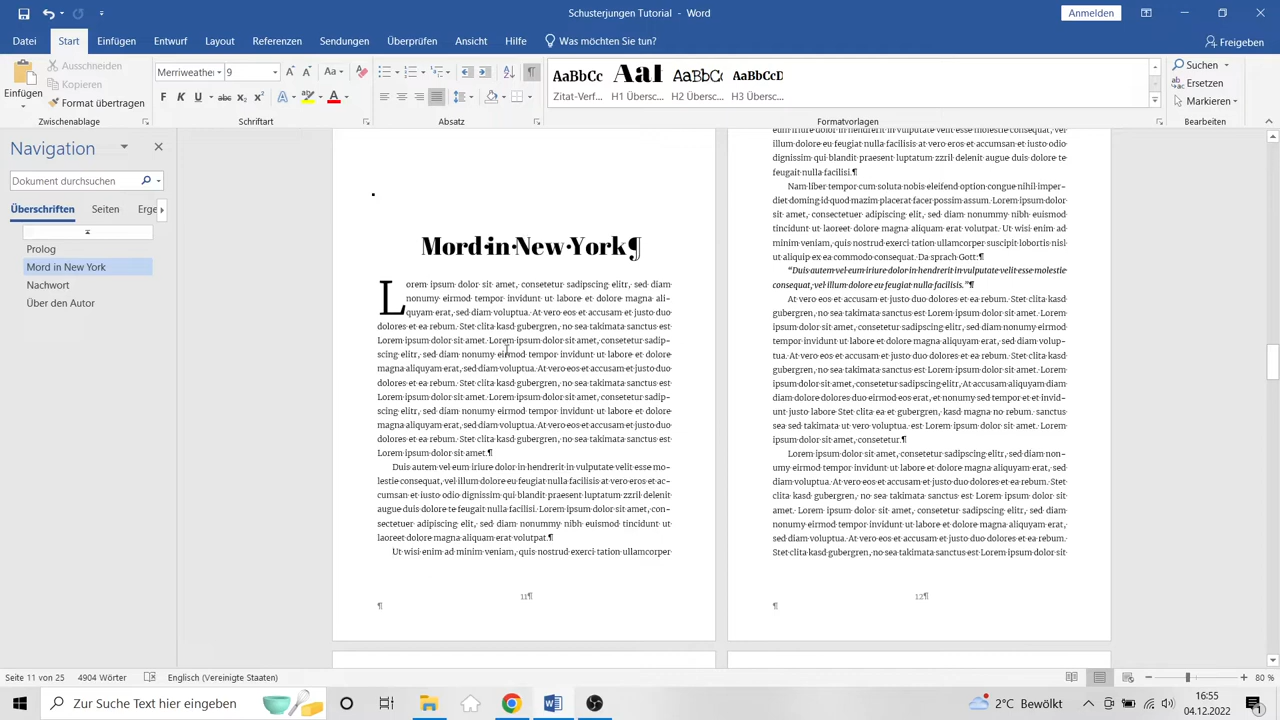 Schusterjungen Tutorial - Word
Anmelden
Datei Start Einfügen Entwurf Layout Referenzen Sendungen Überprüfen Ansicht Hilfe Was möchten Sie tun? Freigeben
Einfügen
Ausschneiden
Kopieren
Format übertragen
Zwischenablage
Merriweather 9
F K U abc x₂ x²
Schriftart
Absatz
AaBbCc Aal AaBbCc AaBbCcD
Zitat-Verf... H1 Übersc... H2 Übersc... H3 Übersc...
Formatvorlagen
Suchen
Ersetzen
Markieren
Bearbeiten
Navigation
Dokument durchsuchen
Überschriften Seiten Erge
Prolog
Mord in New York
Nachwort
Über den Autor
Mord·in·New·York¶
Lorem ipsum dolor sit amet, consetetur sadipscing elitr, sed diam
nonumy eirmod tempor invidunt ut labore et dolore magna ali-
quyam erat, sed diam voluptua. At vero eos et accusam et justo duo
dolores et ea rebum. Stet clita kasd gubergren, no sea takimata sanctus est
Lorem ipsum dolor sit amet. Lorem ipsum dolor sit amet, consetetur sadip-
scing elitr, sed diam nonumy eirmod tempor invidunt ut labore et dolore
magna aliquyam erat, sed diam voluptua. At vero eos et accusam et justo duo
dolores et ea rebum. Stet clita kasd gubergren, no sea takimata sanctus est
Lorem ipsum dolor sit amet. Lorem ipsum dolor sit amet, consetetur sadip-
scing elitr, sed diam nonumy eirmod tempor invidunt ut labore et dolore
magna aliquyam erat, sed diam voluptua. At vero eos et accusam et justo duo
dolores et ea rebum. Stet clita kasd gubergren, no sea takimata sanctus est
Lorem ipsum dolor sit amet.¶
Duis autem vel eum iriure dolor in hendrerit in vulputate velit esse mo-
lestie consequat, vel illum dolore eu feugiat nulla facilisis at vero eros et ac-
cumsan et iusto odio dignissim qui blandit praesent luptatum zzril delenit
augue duis dolore te feugait nulla facilisi. Lorem ipsum dolor sit amet, con-
sectetuer adipiscing elit, sed diam nonummy nibh euismod tincidunt ut
laoreet dolore magna aliquam erat volutpat.¶
Ut wisi enim ad minim veniam, quis nostrud exerci tation ullamcorper
11¶
¶
eum iriure dolor in hendrerit in vulputate velit esse molestie consequat, vel
illum dolore eu feugiat nulla facilisis at vero eros et accumsan et iusto odio
dignissim qui blandit praesent luptatum zzril delenit augue duis dolore te
feugait nulla facilisi.¶
Nam liber tempor cum soluta nobis eleifend option congue nihil imper-
diet doming id quod mazim placerat facer possim assum. Lorem ipsum dolor
sit amet, consectetuer adipiscing elit, sed diam nonummy nibh euismod
tincidunt ut laoreet dolore magna aliquam erat volutpat. Ut wisi enim ad
minim veniam, quis nostrud exerci tation ullamcorper suscipit lobortis nisl
ut aliquip ex ea commodo consequat. Da sprach Gott:¶
“Duis autem vel eum iriure dolor in hendrerit in vulputate velit esse molestie
consequat, vel illum dolore eu feugiat nulla facilisis.”¶
At vero eos et accusam et justo duo dolores et ea rebum. Stet clita kasd
gubergren, no sea takimata sanctus est Lorem ipsum dolor sit amet. Lorem
ipsum dolor sit amet, consetetur sadipscing elitr, sed diam nonumy eirmod
tempor invidunt ut labore et dolore magna aliquyam erat, sed diam volup-
tua. At vero eos et accusam et justo duo dolores et ea rebum. Stet clita kasd
gubergren, no sea takimata sanctus est Lorem ipsum dolor sit amet. Lorem
ipsum dolor sit amet, consetetur sadipscing elitr, At accusam aliquyam diam
diam dolore dolores duo eirmod eos erat, et nonumy sed tempor et et invid-
unt justo labore Stet clita ea et gubergren, kasd magna no rebum. sanctus
sea sed takimata ut vero voluptua. est Lorem ipsum dolor sit amet. Lorem
ipsum dolor sit amet, consetetur.¶
Lorem ipsum dolor sit amet, consetetur sadipscing elitr, sed diam non-
umy eirmod tempor invidunt ut labore et dolore magna aliquyam erat, sed
diam voluptua. At vero eos et accusam et justo duo dolores et ea rebum. Stet
clita kasd gubergren, no sea takimata sanctus est Lorem ipsum dolor sit
amet. Lorem ipsum dolor sit amet, consetetur sadipscing elitr, sed diam
nonumy eirmod tempor invidunt ut labore et dolore magna aliquyam erat,
sed diam voluptua. At vero eos et accusam et justo duo dolores et ea rebum.
Stet clita kasd gubergren, no sea takimata sanctus est Lorem ipsum dolor sit
12¶
¶
Seite 11 von 25 4904 Wörter Englisch (Vereinigte Staaten) 80 %
Zur Suche Text hier eingeben
2°C Bewölkt
16:55
04.12.2022